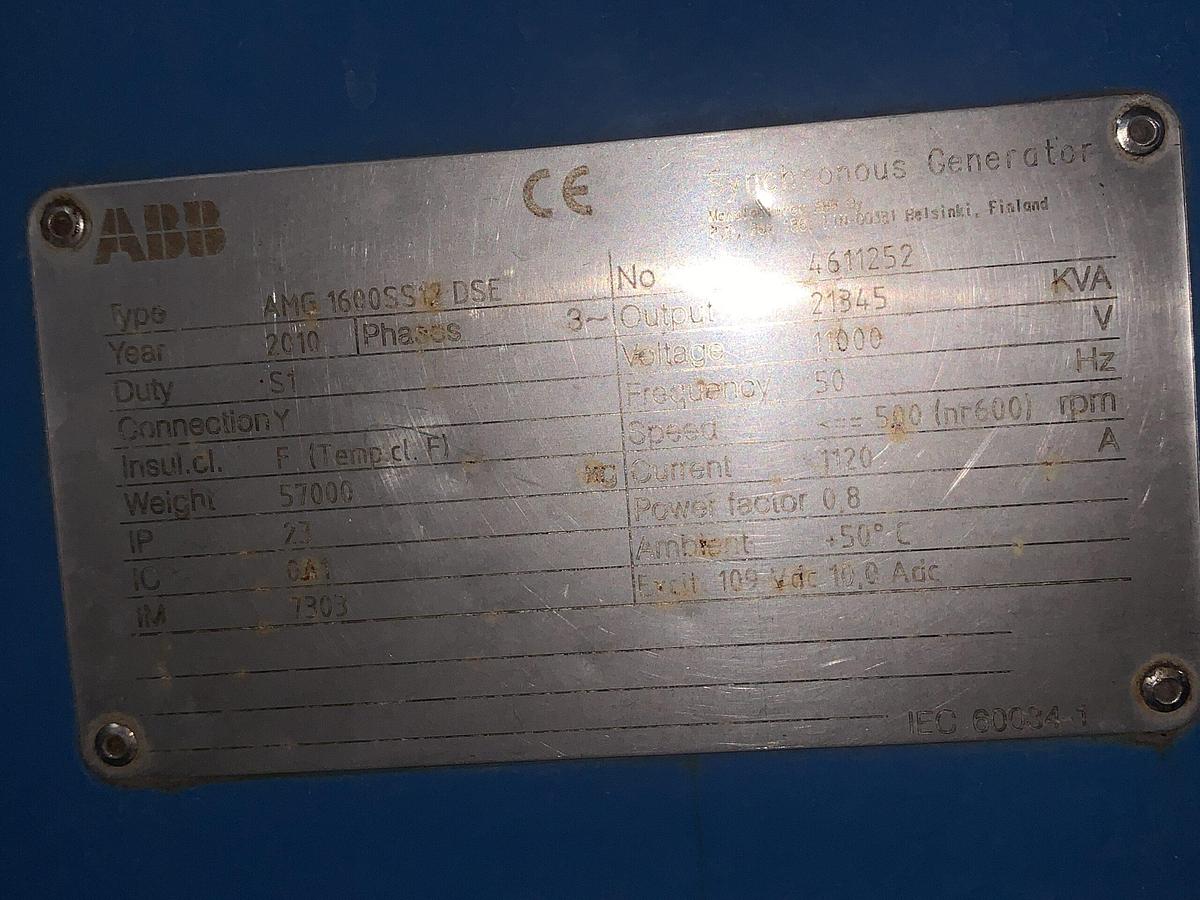 ABB CE Synchronous Generator
Helsinki, Finland
Type AMG 1600SS12 DSE No 4611252
Year 2010 Phases 3~ Output 21345 KVA
Duty S1 Voltage 11000 V
Connection Y Frequency 50 Hz
Insul.cl. F (Temp.cl. F) Speed <== 500 (nr600) rpm
Weight 57000 kg Current 1120 A
IP 23 Power factor 0,8
IC 0A1 Ambient +50° C
IM 7303 Excit. 109 Vdc 10,0 Adc
IEC 60034-1